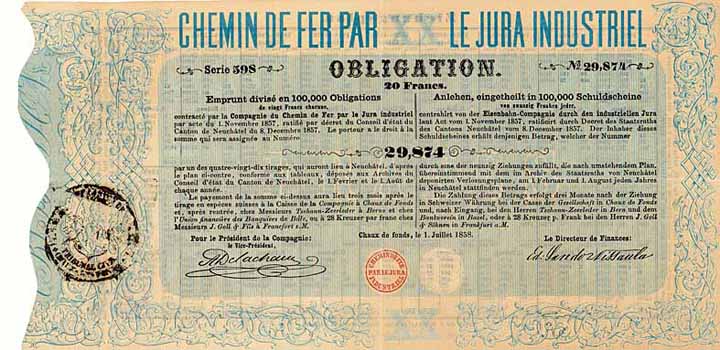 CHEMIN DE FER PAR LE JURA INDUSTRIEL
Serie 598
OBLIGATION.
No 29,874
20 Francs.
Emprunt divisé en 100,000 Obligations
de vingt Francs chacune,
contracté par la Compagnie du Chemin de Fer par le Jura industriel
par acte du 1. Novembre 1857, ratifié par décret du Conseil d'État du
Canton de Neuchâtel du 8. Decembre 1857. Le porteur a le droit à la
somme qui sera assignée au Numéro
Anlehen, eingetheilt in 100,000 Schuldscheine
von zwanzig Franken jeder,
contrahirt von der Eisenbahn-Compagnie durch den industriellen Jura
laut Act vom 1. November 1857, ratificirt durch Decret des Staatsraths
des Cantons Neuchatel vom 8. December 1857. Der Inhaber dieses
Schuldscheines erhält denjenigen Betrag, welcher der Nummer
29,874
par un des quatre-vingt-dix tirages, qui auront lieu à Neuchâtel, d'après
le plan ci-contre, conforme aux tableaux, déposés aux Archives du
Conseil d'État du Canton de Neuchâtel, le 1. Février et le 1. Août de
chaque année.
Le payement de la somme ci-dessus aura lieu trois mois après le
tirage en espèces suisses à la Caisse de la Compagnie à Chaux de Fonds
et, après rentrée, chez Messieurs Tschann-Zeerleder à Berne et chez
l'Union financière des Banquiers de Bâle, ou à 28 Kreuzer par franc chez
Messieurs J. Goll & Fils à Francfort s.M.
durch eine der neunzig Ziehungen zufällt, die nach umstehendem Plan,
übereinstimmend mit dem im Archiv des Staatsraths von Neuchâtel
deponirten Verloosungsplane, am 1. Februar und 1. August jeden Jahres
in Neuchâtel stattfinden werden.
Die Zahlung dieses Betrags erfolgt drei Monate nach der Ziehung
in Schweizer Währung bei der Casse der Gesellschaft in Chaux de Fonds
und, nach Eingang, bei den Herren Tschann-Zeerleder in Bern und dem
Bankverein in Basel, oder à 28 Kreuzer p. Frank bei den Herren J. Goll
& Söhne in Frankfurt a.M.
Pour le Président de la Compagnie:
le Vice-Président,
Chaux de fonds, le 1. Juillet 1858.
Le Directeur de Finances:
CHEMIN DE FER
PAR LE JURA
INDUSTRIEL
XX